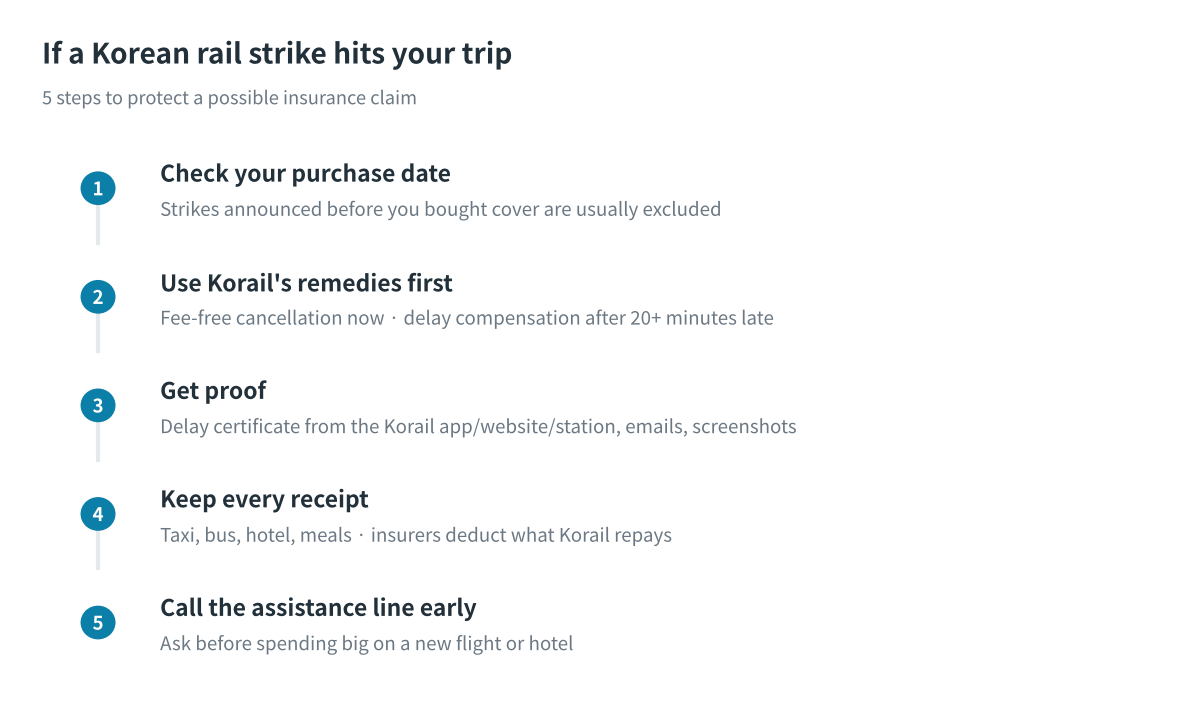 If a Korean rail strike hits your trip
5 steps to protect a possible insurance claim
1
Check your purchase date
Strikes announced before you bought cover are usually excluded
2
Use Korail's remedies first
Fee-free cancellation now · delay compensation after 20+ minutes late
3
Get proof
Delay certificate from the Korail app/website/station, emails, screenshots
4
Keep every receipt
Taxi, bus, hotel, meals · insurers deduct what Korail repays
5
Call the assistance line early
Ask before spending big on a new flight or hotel